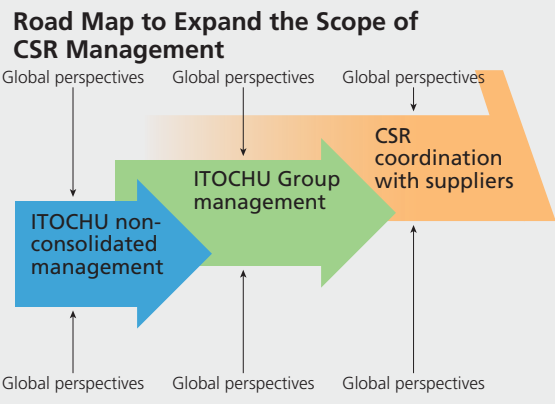 Road Map to Expand the Scope of
CSR Management
Global perspectives
Global perspectives
Global perspectives
CSR
coordination
with suppliers
ITOCHU Group
management
ITOCHU non-
consolidated
management
Global perspectives
Global perspectives
Global perspectives